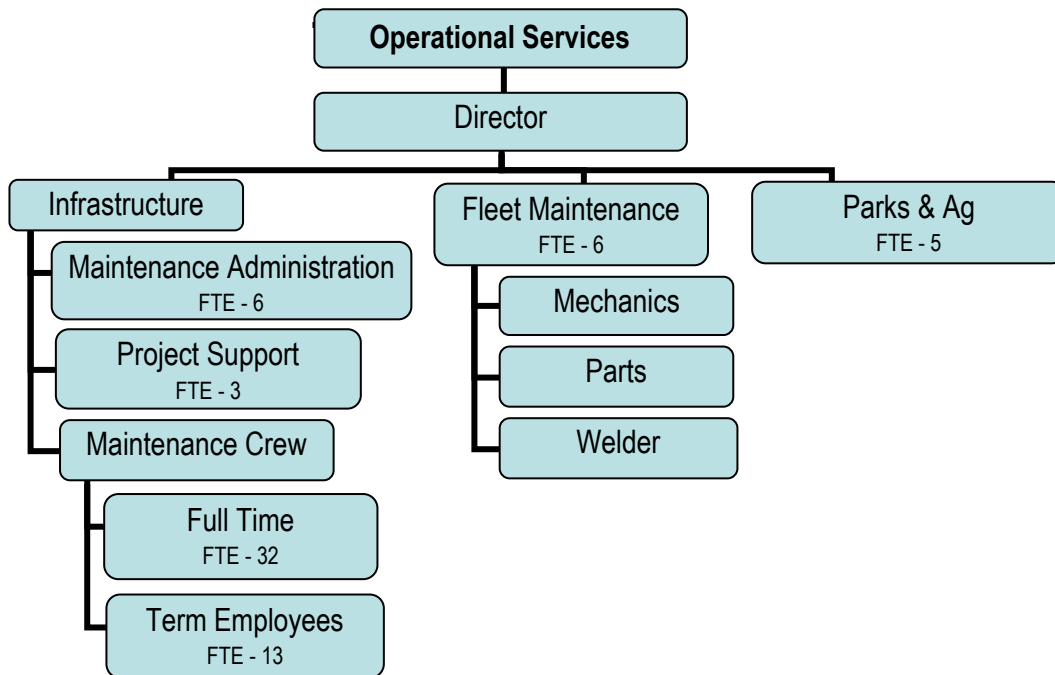 Operational Services
Director
Infrastructure
Maintenance Administration
FTE - 6
Project Support
FTE - 3
Maintenance Crew
Full Time
FTE - 32
Term Employees
FTE - 13
Fleet Maintenance
FTE - 6
Mechanics
Parts
Welder
Parks & Ag
FTE - 5